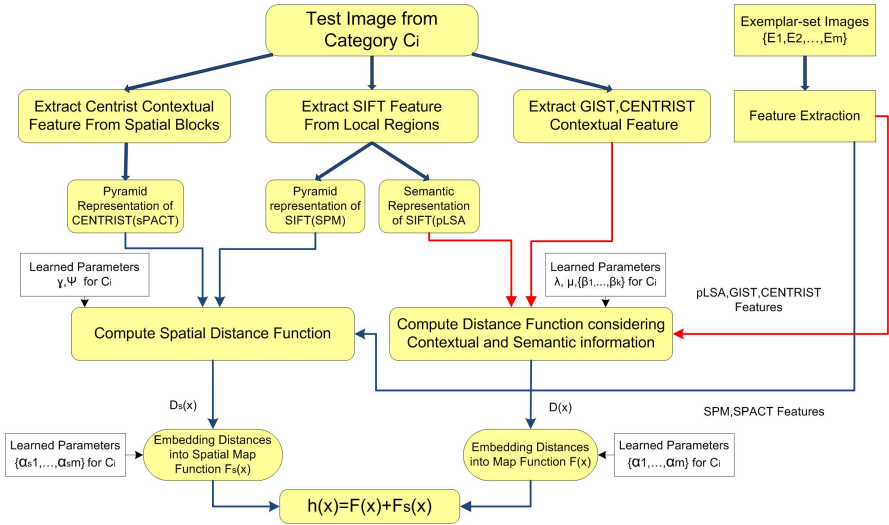 Test Image from
Category Ci
Exemplar-set Images
{E1,E2,...,Em}
Extract Centrist Contextual
Feature From Spatial Blocks
Extract SIFT Feature
From Local Regions
Extract GIST,CENTRIST
Contextual Feature
Feature Extraction
Pyramid
Representation of
CENTRIST(sPACT)
Pyramid
representation of
SIFT(SPM)
Semantic
Representation
Of SIFT(pLSA
Learned Parameters
ɣ,Ψ for Ci
Learned Parameters
λ, μ,{β1,...,βk} for Ci
pLSA,GIST,CENTRIST
Features
Compute Spatial Distance Function
Compute Distance Function considering
Contextual and Semantic information
Ds(x)
D(x)
SPM,SPACT Features
Learned Parameters
{αs1,...,αsm} for Ci
Embedding Distances
into Spatial Map
Function Fs(x)
Embedding Distances
into Map Function F(x)
Learned Parameters
{α1,...,αm} for Ci
h(x)=F(x)+Fs(x)